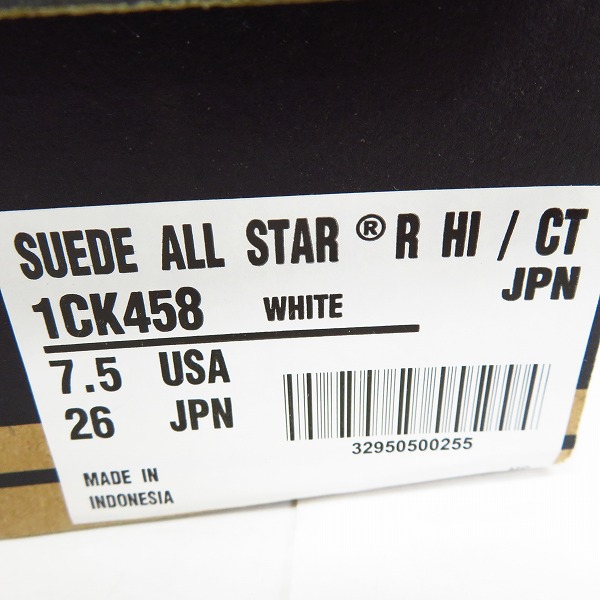 SUEDE ALL STAR ® R HI / CT
JPN
1CK458 WHITE
7.5 USA
26 JPN
32950500255
MADE IN
INDONESIA